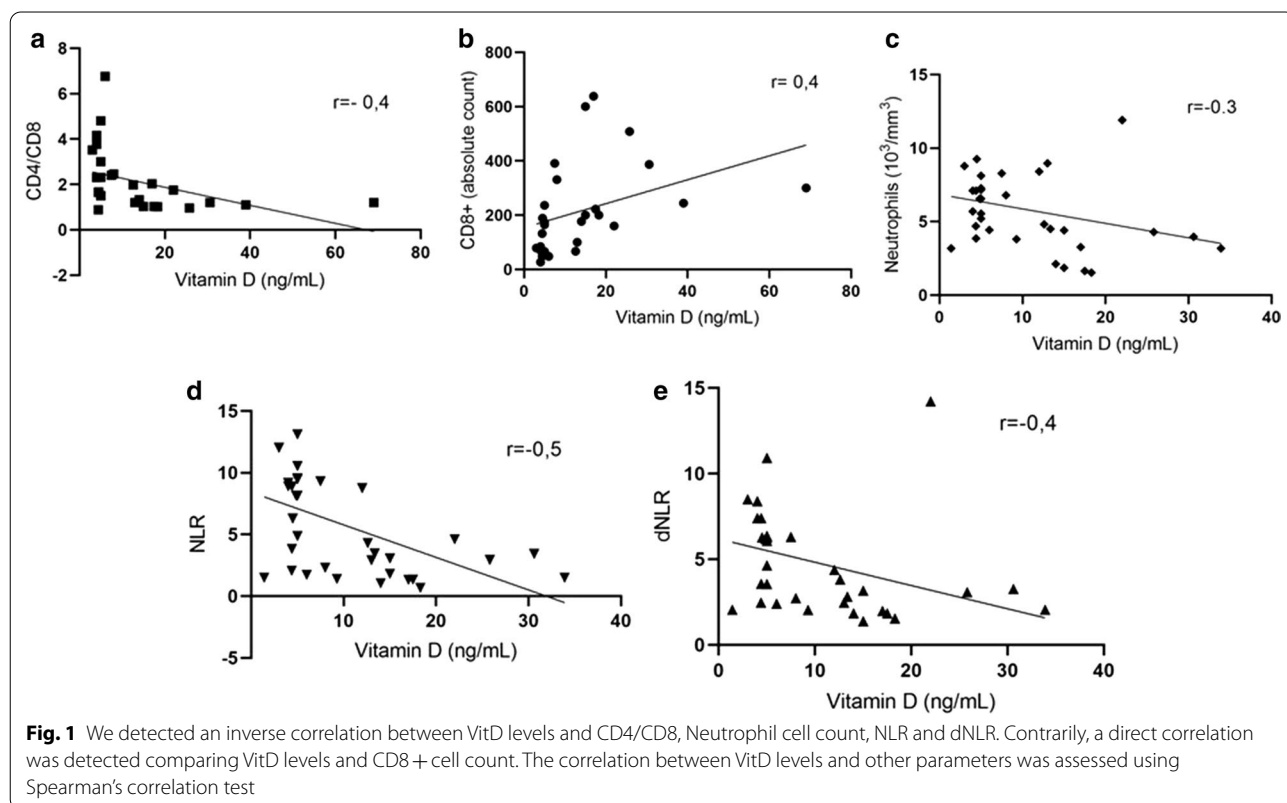 a
8
6
4
2
0
-2
CD4/CD8
r=- 0,4
20
40
60
80
Vitamin D (ng/mL)
b
800
600
400
200
0
CD8+ (absolute count)
r= 0,4
0
20
40
60
80
Vitamin D (ng/mL)
c
15
10
5
0
Neutrophils (10³/mm³)
r=-0.3
0
10
20
30
40
Vitamin D (ng/mL)
d
15
10
5
0
-5
NLR
r=-0,5
10
20
30
40
Vitamin D (ng/mL)
e
15
10
5
0
dNLR
r=-0,4
0
10
20
30
40
Vitamin D (ng/mL)
Fig. 1 We detected an inverse correlation between VitD levels and CD4/CD8, Neutrophil cell count, NLR and dNLR. Contrarily, a direct correlation
was detected comparing VitD levels and CD8 + cell count. The correlation between VitD levels and other parameters was assessed using
Spearman's correlation test